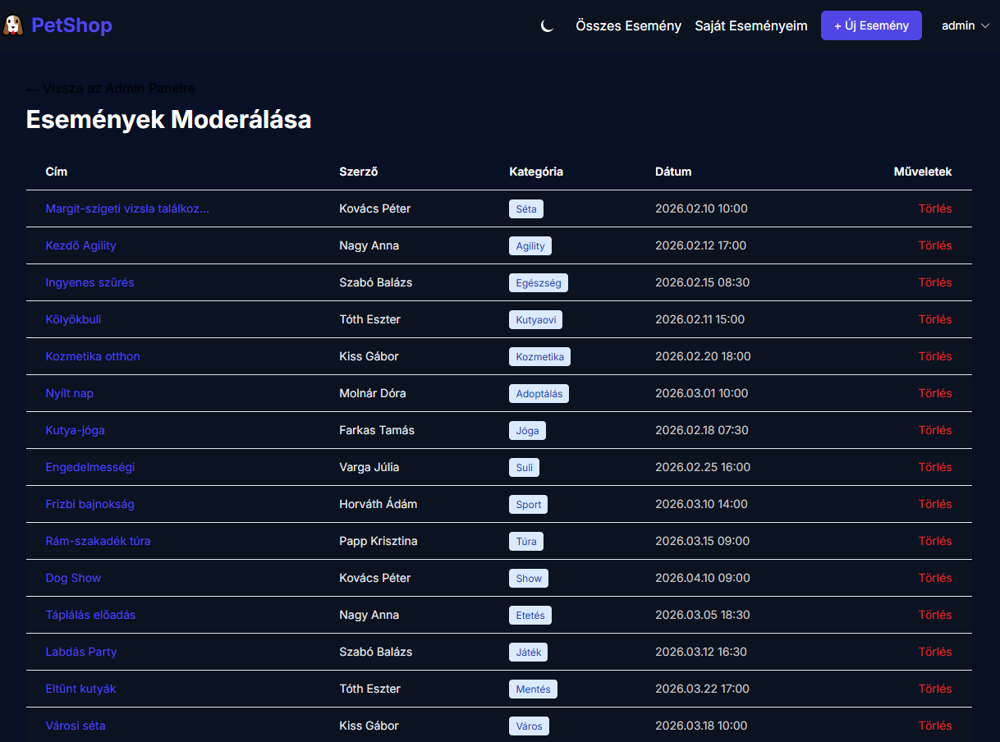 PetShop
Összes Esemény Saját Eseményeim + Új Esemény admin
← Vissza az Admin Panelre
Események Moderálása
Cím Szerző Kategória Dátum Műveletek
Margit-szigeti vizsla találkoz... Kovács Péter Séta 2026.02.10 10:00 Törlés
Kezdő Agility Nagy Anna Agility 2026.02.12 17:00 Törlés
Ingyenes szűrés Szabó Balázs Egészség 2026.02.15 08:30 Törlés
Kölyökbuli Tóth Eszter Kutyaovi 2026.02.11 15:00 Törlés
Kozmetika otthon Kiss Gábor Kozmetika 2026.02.20 18:00 Törlés
Nyílt nap Molnár Dóra Adoptálás 2026.03.01 10:00 Törlés
Kutya-jóga Farkas Tamás Jóga 2026.02.18 07:30 Törlés
Engedelmességi Varga Júlia Suli 2026.02.25 16:00 Törlés
Frizbi bajnokság Horváth Ádám Sport 2026.03.10 14:00 Törlés
Rám-szakadék túra Papp Krisztina Túra 2026.03.15 09:00 Törlés
Dog Show Kovács Péter Show 2026.04.10 09:00 Törlés
Táplálás előadás Nagy Anna Etetés 2026.03.05 18:30 Törlés
Labdás Party Szabó Balázs Játék 2026.03.12 16:30 Törlés
Eltűnt kutyák Tóth Eszter Mentés 2026.03.22 17:00 Törlés
Városi séta Kiss Gábor Város 2026.03.18 10:00 Törlés